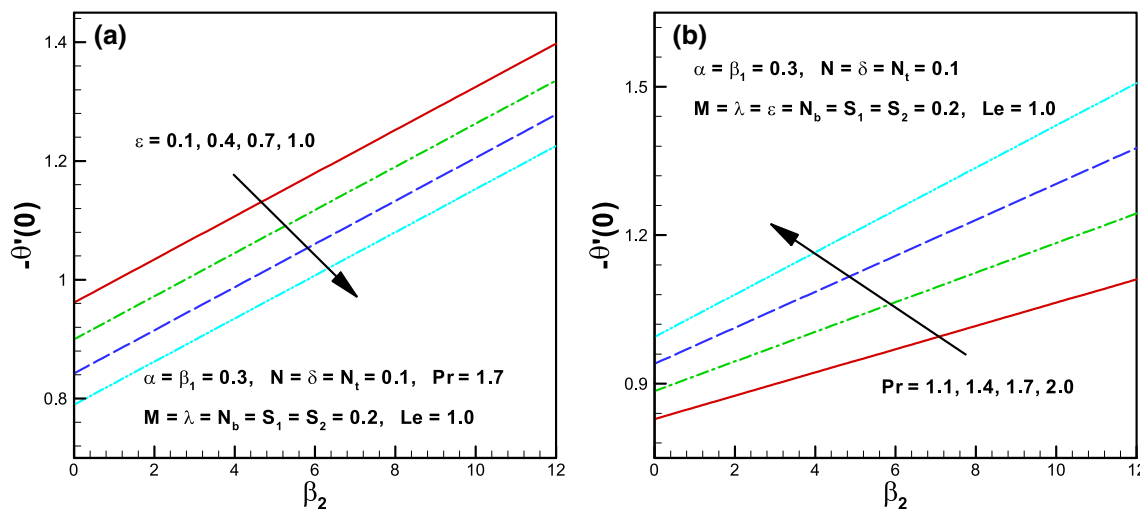 (a)
1.4
1.2
1
0.8
-θ'(0)
ε = 0.1, 0.4, 0.7, 1.0
α = β₁ = 0.3, N = δ = Nₜ = 0.1, Pr = 1.7
M = λ = N_b = S₁ = S₂ = 0.2, Le = 1.0
0 2 4 6 8 10 12
β₂
(b)
1.5
1.2
0.9
-θ'(0)
α = β₁ = 0.3, N = δ = Nₜ = 0.1
M = λ = ε = N_b = S₁ = S₂ = 0.2, Le = 1.0
Pr = 1.1, 1.4, 1.7, 2.0
0 2 4 6 8 10 12
β₂